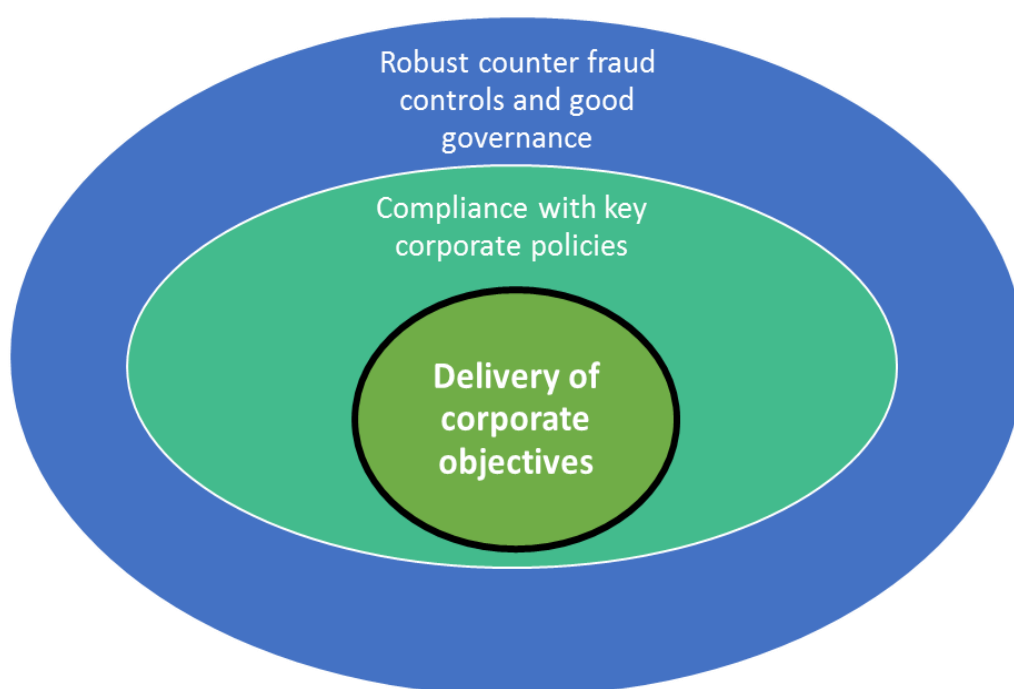 Robust counter fraud
controls and good
governance
Compliance with key
corporate policies
Delivery of
corporate
objectives